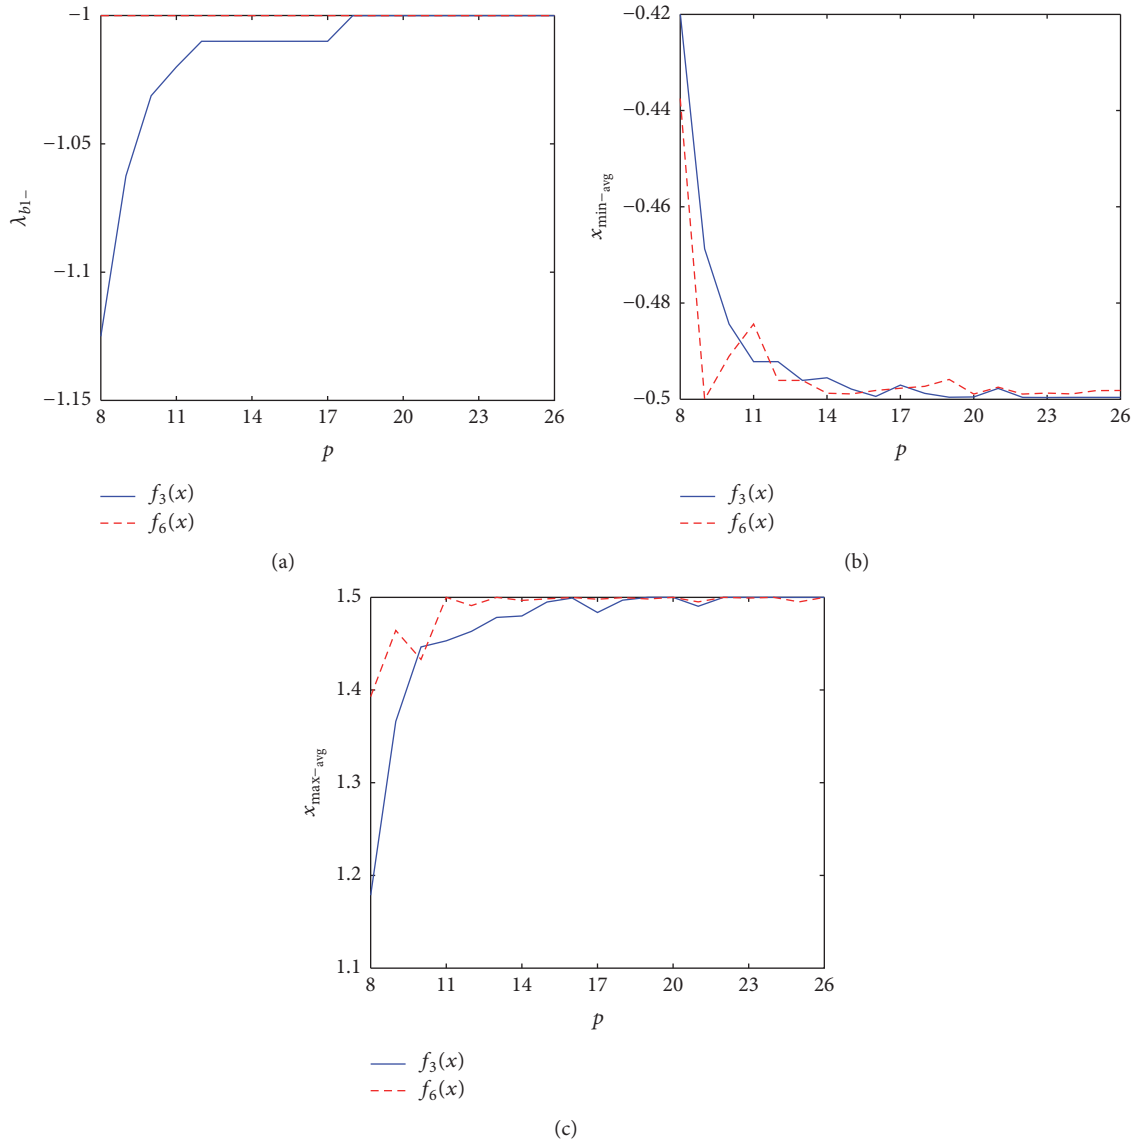 −1
−1.05
−1.1
−1.15
λb1−
8 11 14 17 20 23 26
p
f3(x)
f6(x)
(a)
−0.42
−0.44
−0.46
−0.48
−0.5
xmin−avg
8 11 14 17 20 23 26
p
f3(x)
f6(x)
(b)
1.5
1.4
1.3
1.2
1.1
xmax−avg
8 11 14 17 20 23 26
p
f3(x)
f6(x)
(c)